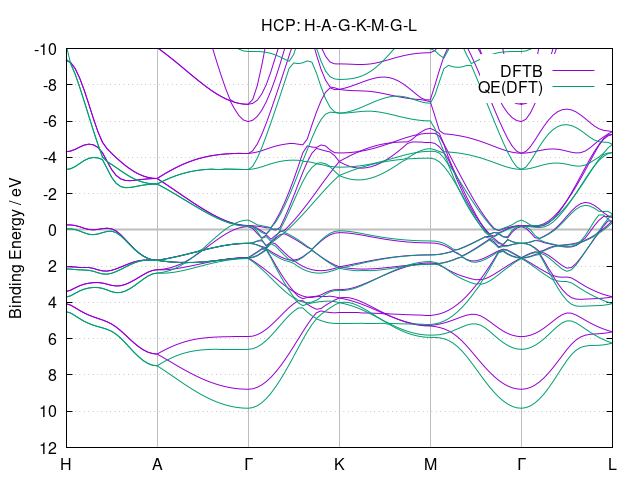 HCP: H-A-G-K-M-G-L
DFTB
QE(DFT)
Binding Energy / eV
-10
-8
-6
-4
-2
0
2
4
6
8
10
12
H A Γ K M Γ L